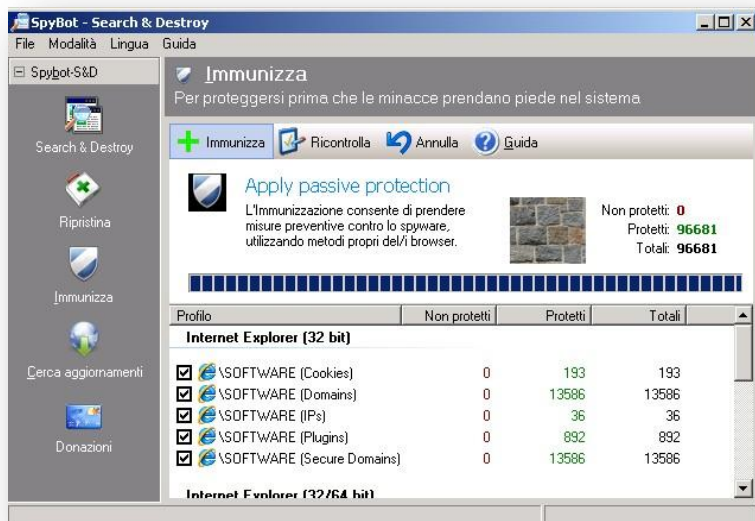 SpyBot - Search & Destroy
File Modalità Lingua Guida
Spybot-S&D
Search & Destroy
Ripristina
Immunizza
Cerca aggiornamenti
Donazioni
Immunizza
Per proteggersi prima che le minacce prendano piede nel sistema
Immunizza Ricontrolla Annulla Guida
Apply passive protection
L'Immunizzazione consente di prendere
misure preventive contro lo spyware,
utilizzando metodi propri del/i browser.
Non protetti: 0
Protetti: 96681
Totali: 96681
Profilo Non protetti Protetti Totali
Internet Explorer (32 bit)
\SOFTWARE (Cookies) 0 193 193
\SOFTWARE (Domains) 0 13586 13586
\SOFTWARE (IPs) 0 36 36
\SOFTWARE (Plugins) 0 892 892
\SOFTWARE (Secure Domains) 0 13586 13586
Internet Explorer (32/64 bit)